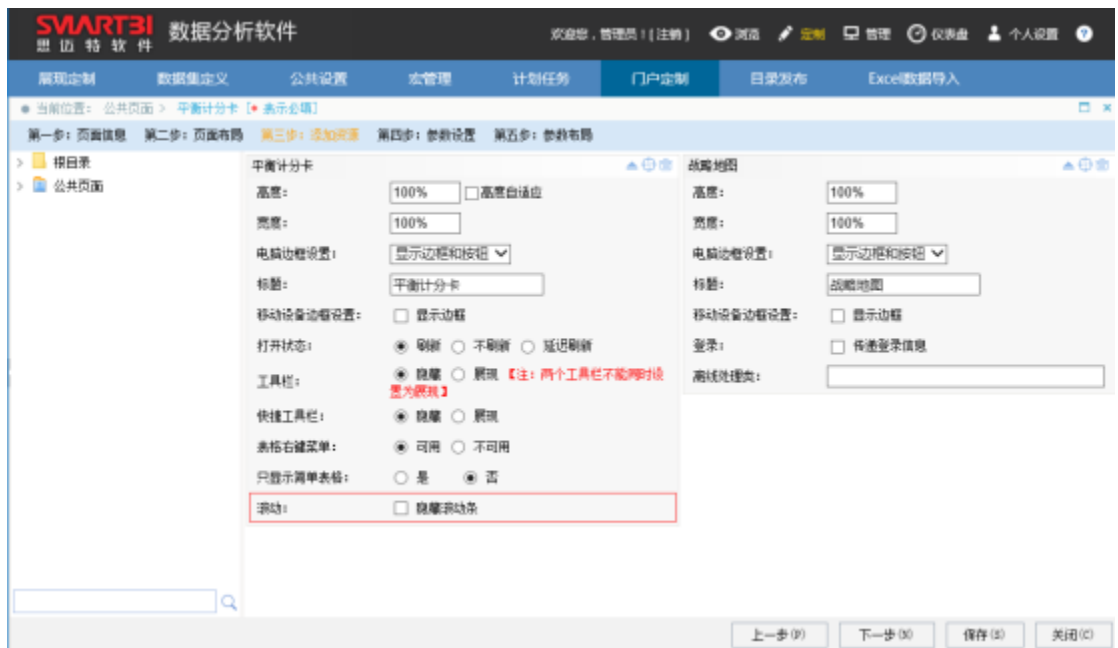 SMARTBI 数据分析软件
思迈特软件
欢迎您，管理员！[注销] 浏览 定制 管理 仪表盘 个人设置 ?
展现定制 数据集定义 公共设置 宏管理 计划任务 门户定制 目录发布 Excel数据导入
当前位置： 公共页面 > 平衡计分卡 [* 表示必填]
第一步：页面信息 第二步：页面布局 第三步：添加资源 第四步：参数设置 第五步：参数布局
根目录
公共页面
平衡计分卡
高度： 100% 高度自适应
宽度： 100%
电脑边框设置： 显示边框和按钮
标题： 平衡计分卡
移动设备边框设置： 显示边框
打开状态： 刷新 不刷新 延迟刷新
工具栏： 隐藏 展现 【注：两个工具栏不能同时设
置为展现】
快捷工具栏： 隐藏 展现
表格右键菜单： 可用 不可用
只显示简单表格： 是 否
滚动： 隐藏滚动条
战略地图
高度： 100%
宽度： 100%
电脑边框设置： 显示边框和按钮
标题： 战略地图
移动设备边框设置： 显示边框
登录： 传递登录信息
离线处理类：
上一步(P) 下一步(N) 保存(S) 关闭(C)